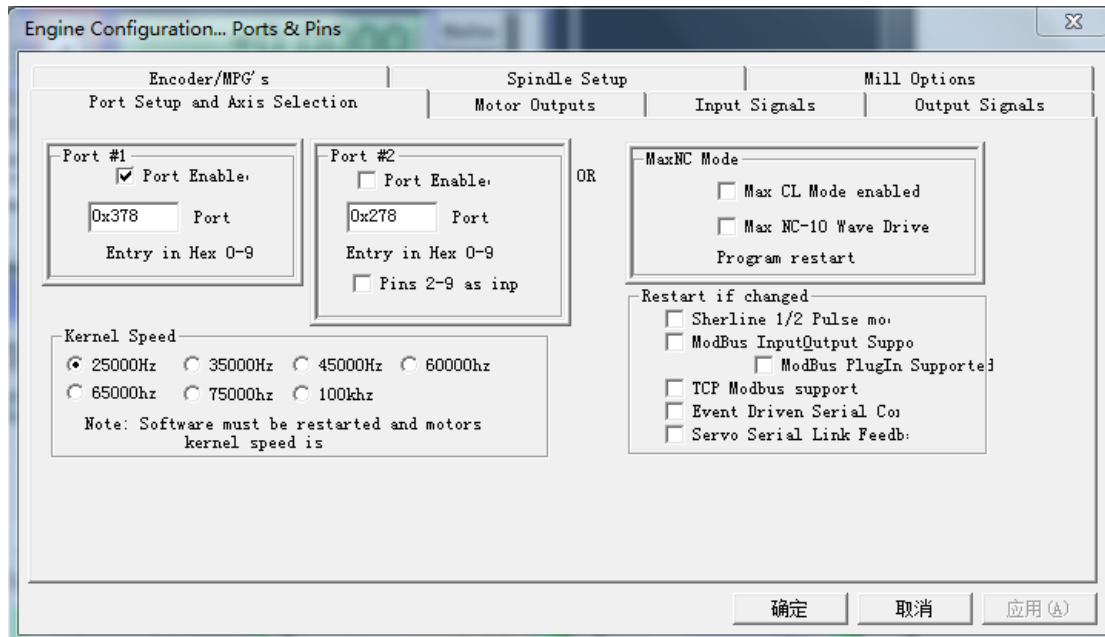 Engine Configuration... Ports & Pins
Encoder/MPG's
Spindle Setup
Mill Options
Port Setup and Axis Selection
Motor Outputs
Input Signals
Output Signals
Port #1
Port Enable
0x378 Port
Entry in Hex 0-9
Port #2
Port Enable
0x278 Port
Entry in Hex 0-9
Pins 2-9 as inp
OR
MaxNC Mode
Max CL Mode enabled
Max NC-10 Wave Drive
Program restart
Restart if changed
Sherline 1/2 Pulse mo
ModBus InputOutput Suppo
ModBus PlugIn Supported
TCP Modbus support
Event Driven Serial Co
Servo Serial Link Feedb
Kernel Speed
25000Hz 35000Hz 45000Hz 60000hz
65000hz 75000hz 100khz
Note: Software must be restarted and motors
kernel speed is
确定
取消
应用(A)